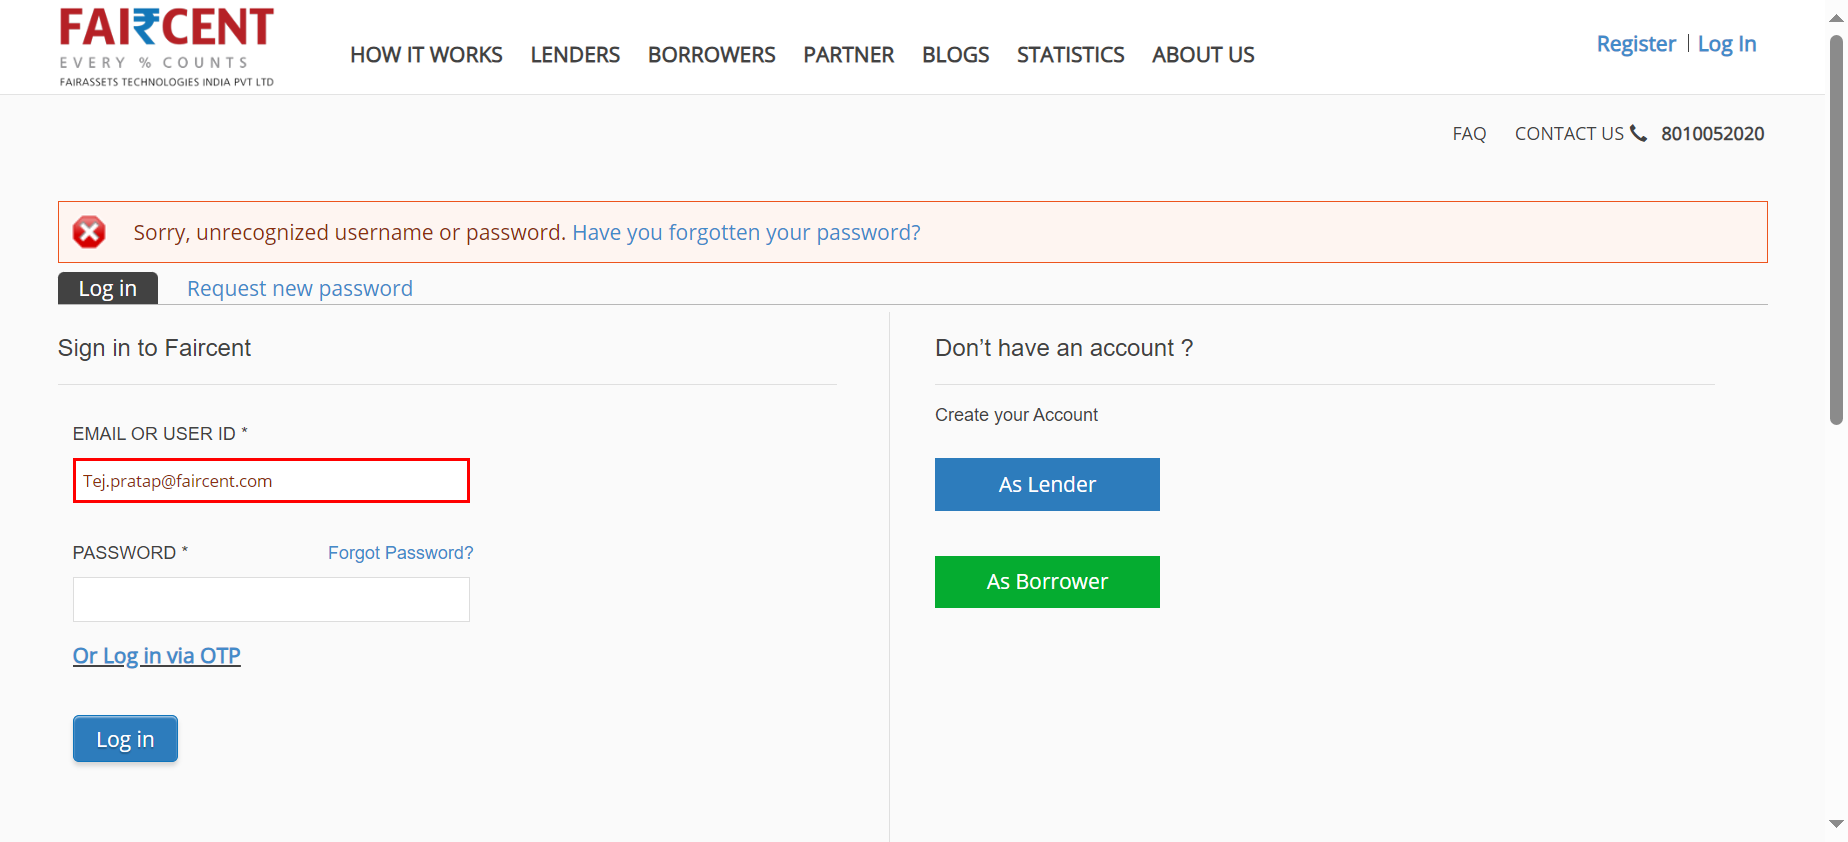 FAI₹CENT
EVERY % COUNTS
FAIRASSETS TECHNOLOGIES INDIA PVT LTD
HOW IT WORKS LENDERS BORROWERS PARTNER BLOGS STATISTICS ABOUT US
Register | Log In
FAQ CONTACT US 8010052020
Sorry, unrecognized username or password. Have you forgotten your password?
Log in Request new password
Sign in to Faircent
EMAIL OR USER ID *
Tej.pratap@faircent.com
PASSWORD * Forgot Password?
Or Log in via OTP
Log in
Don’t have an account ?
Create your Account
As Lender
As Borrower